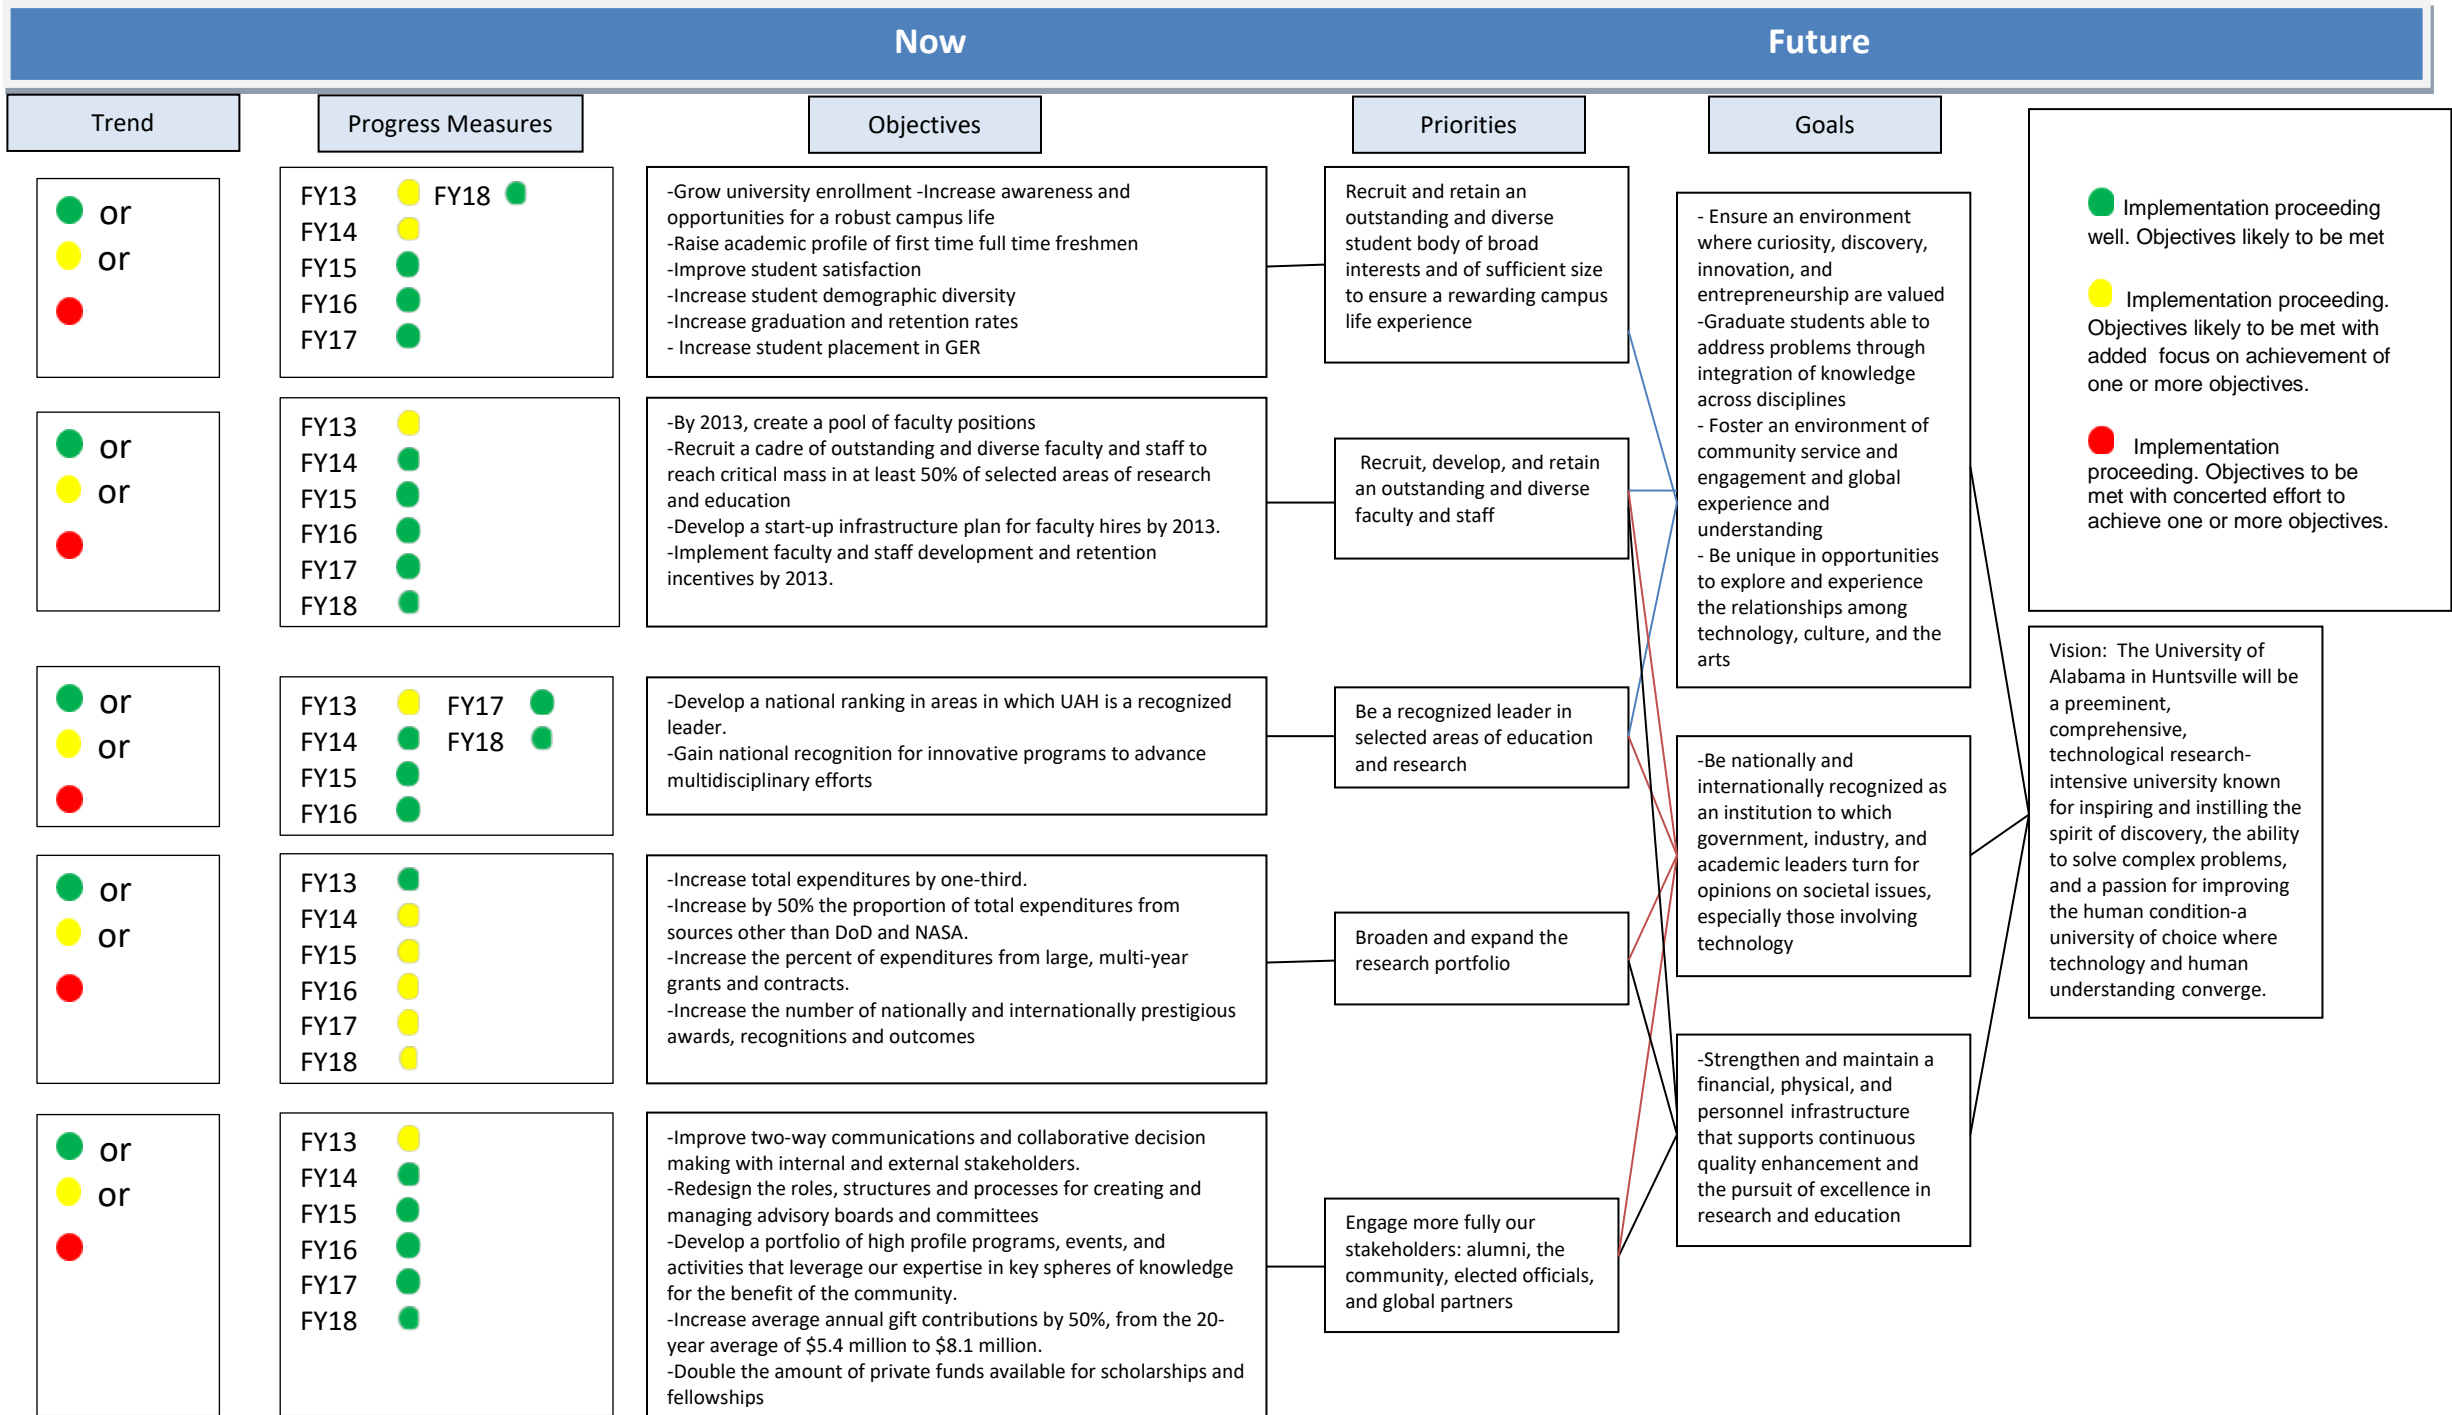 Now
Future
Trend
Progress Measures
Objectives
Priorities
Goals
or
or
FY13 FY18
FY14
FY15
FY16
FY17
-Grow university enrollment -Increase awareness and
opportunities for a robust campus life
-Raise academic profile of first time full time freshmen
-Improve student satisfaction
-Increase student demographic diversity
-Increase graduation and retention rates
- Increase student placement in GER
Recruit and retain an
outstanding and diverse
student body of broad
interests and of sufficient size
to ensure a rewarding campus
life experience
or
or
FY13
FY14
FY15
FY16
FY17
FY18
-By 2013, create a pool of faculty positions
-Recruit a cadre of outstanding and diverse faculty and staff to
reach critical mass in at least 50% of selected areas of research
and education
-Develop a start-up infrastructure plan for faculty hires by 2013.
-Implement faculty and staff development and retention
incentives by 2013.
Recruit, develop, and retain
an outstanding and diverse
faculty and staff
or
or
FY13 FY17
FY14 FY18
FY15
FY16
-Develop a national ranking in areas in which UAH is a recognized
leader.
-Gain national recognition for innovative programs to advance
multidisciplinary efforts
Be a recognized leader in
selected areas of education
and research
or
or
FY13
FY14
FY15
FY16
FY17
FY18
-Increase total expenditures by one-third.
-Increase by 50% the proportion of total expenditures from
sources other than DoD and NASA.
-Increase the percent of expenditures from large, multi-year
grants and contracts.
-Increase the number of nationally and internationally prestigious
awards, recognitions and outcomes
Broaden and expand the
research portfolio
or
or
FY13
FY14
FY15
FY16
FY17
FY18
-Improve two-way communications and collaborative decision
making with internal and external stakeholders.
-Redesign the roles, structures and processes for creating and
managing advisory boards and committees
-Develop a portfolio of high profile programs, events, and
activities that leverage our expertise in key spheres of knowledge
for the benefit of the community.
-Increase average annual gift contributions by 50%, from the 20-
year average of $5.4 million to $8.1 million.
-Double the amount of private funds available for scholarships and
fellowships
Engage more fully our
stakeholders: alumni, the
community, elected officials,
and global partners
- Ensure an environment
where curiosity, discovery,
innovation, and
entrepreneurship are valued
-Graduate students able to
address problems through
integration of knowledge
across disciplines
- Foster an environment of
community service and
engagement and global
experience and
understanding
- Be unique in opportunities
to explore and experience
the relationships among
technology, culture, and the
arts
-Be nationally and
internationally recognized as
an institution to which
government, industry, and
academic leaders turn for
opinions on societal issues,
especially those involving
technology
-Strengthen and maintain a
financial, physical, and
personnel infrastructure
that supports continuous
quality enhancement and
the pursuit of excellence in
research and education
Implementation proceeding
well. Objectives likely to be met
Implementation proceeding.
Objectives likely to be met with
added focus on achievement of
one or more objectives.
Implementation
proceeding. Objectives to be
met with concerted effort to
achieve one or more objectives.
Vision: The University of
Alabama in Huntsville will be
a preeminent,
comprehensive,
technological research-
intensive university known
for inspiring and instilling the
spirit of discovery, the ability
to solve complex problems,
and a passion for improving
the human condition-a
university of choice where
technology and human
understanding converge.